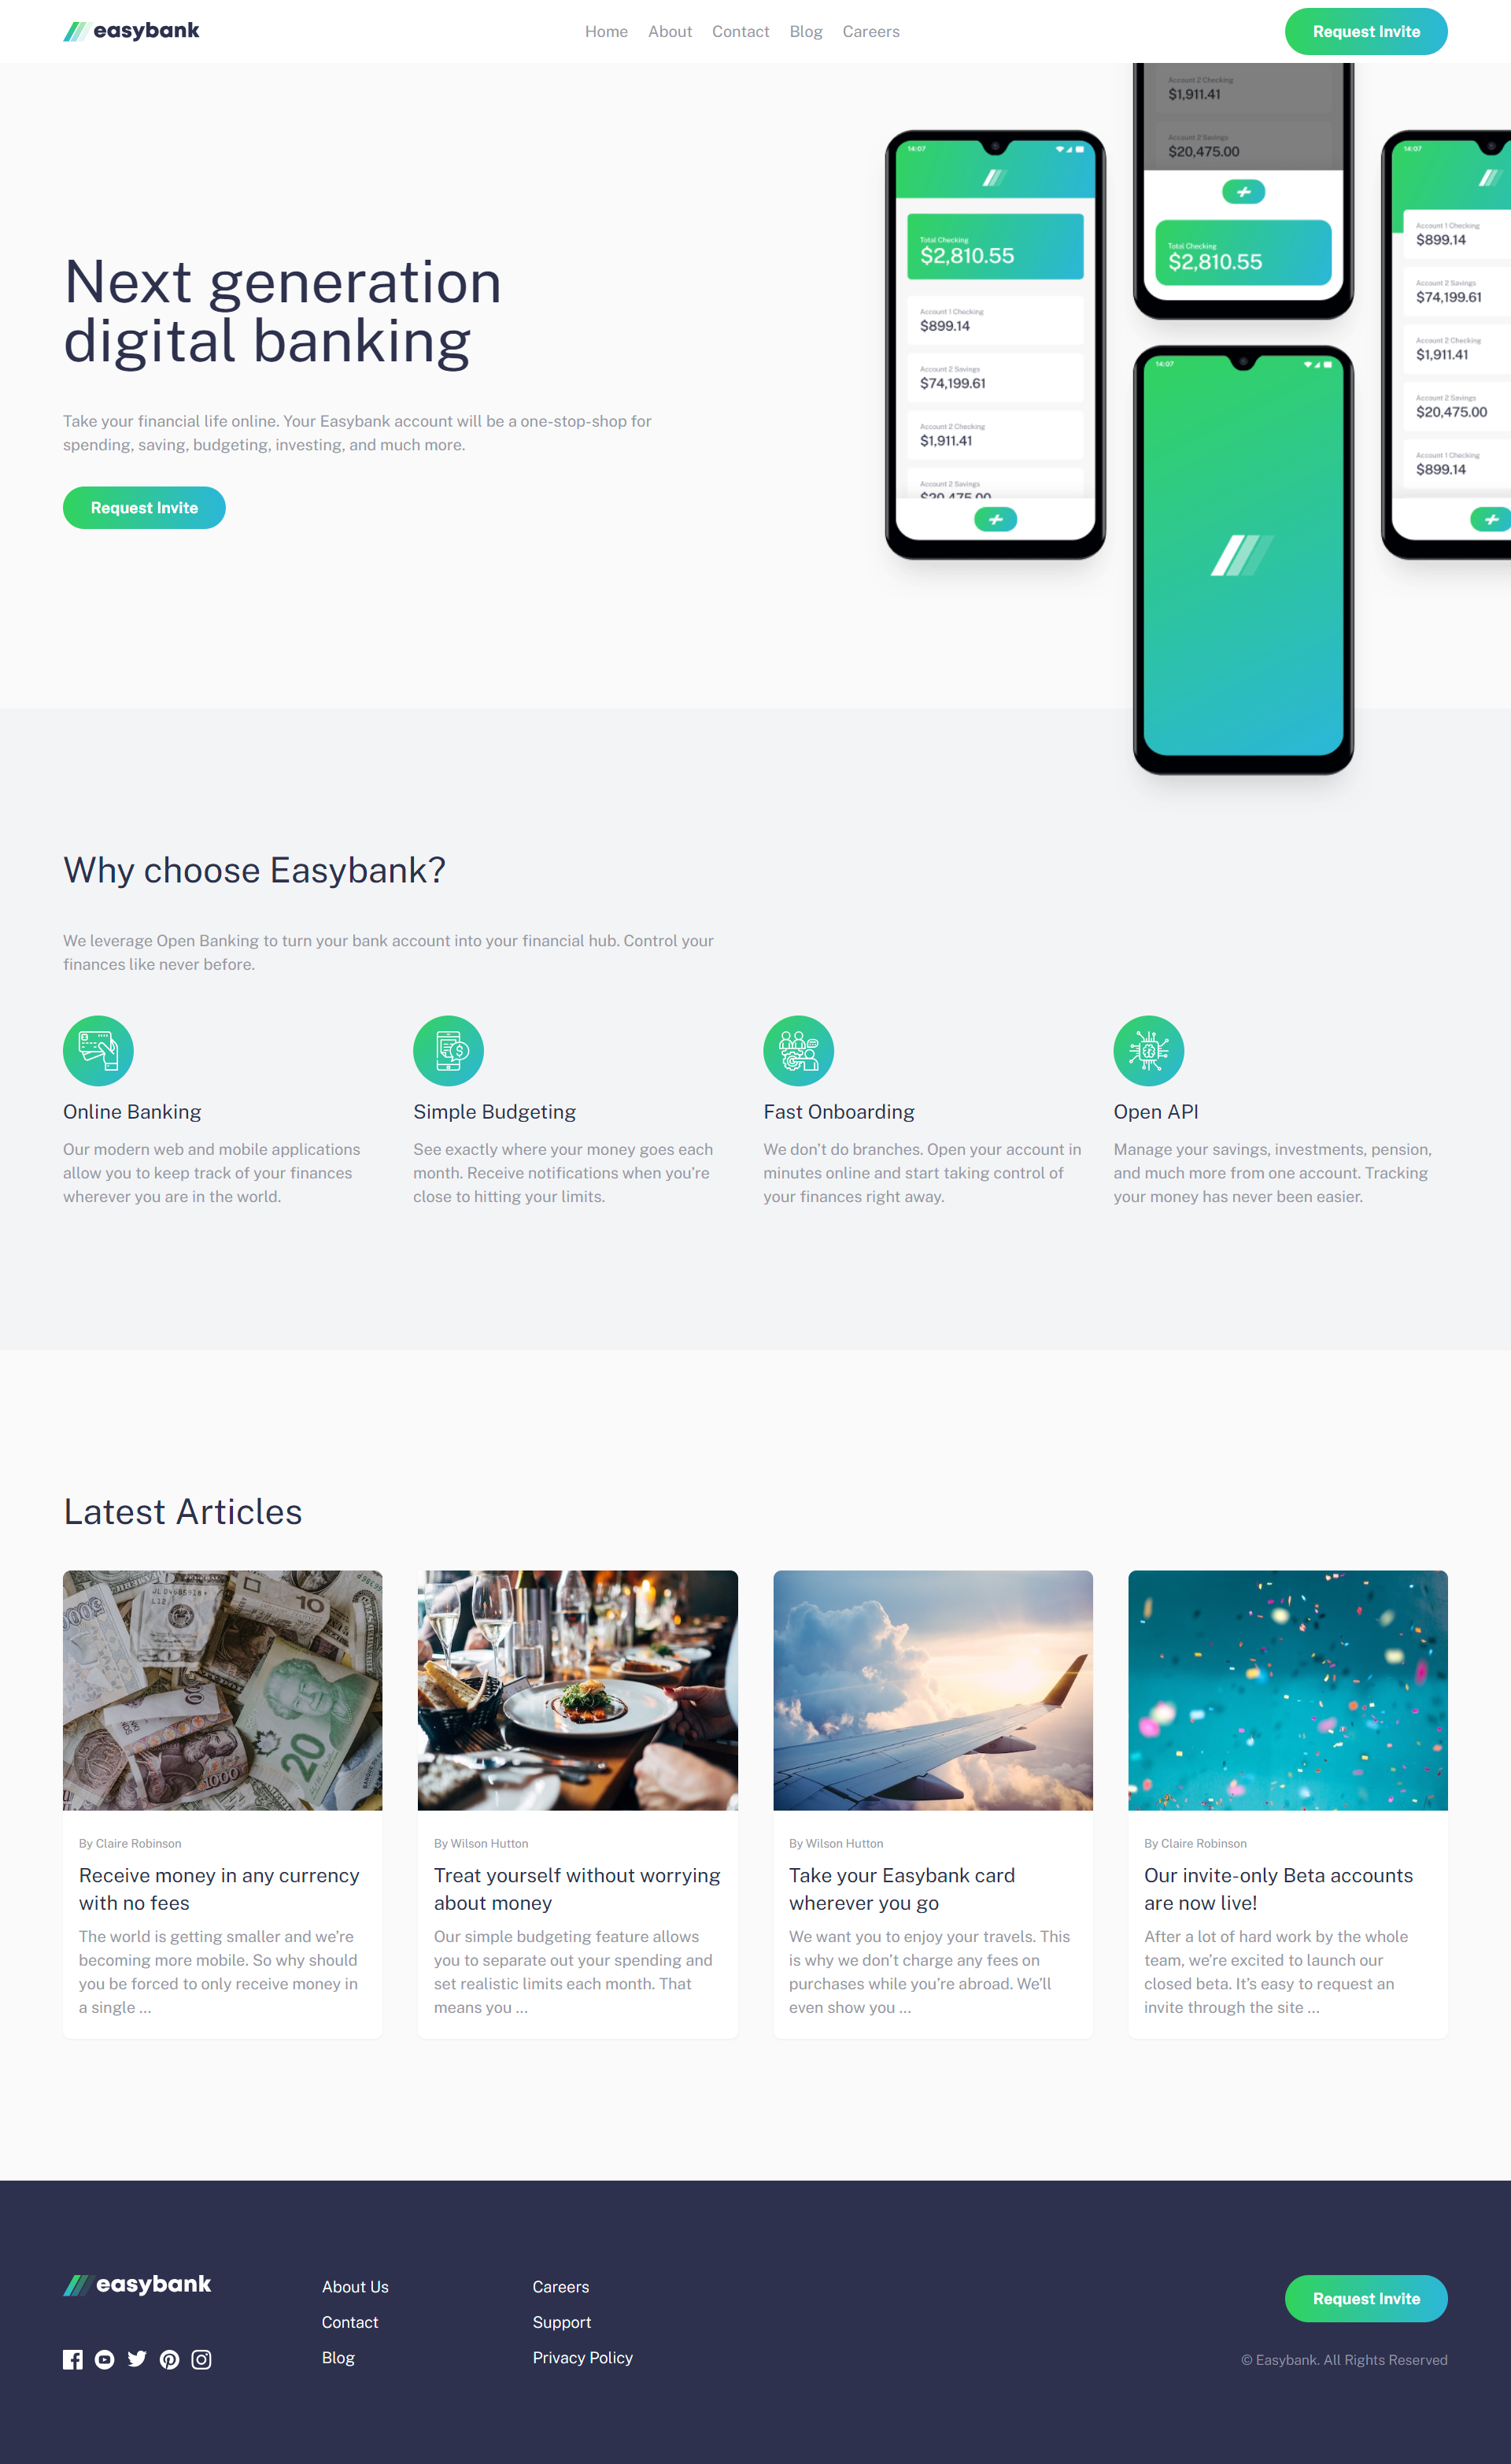 easybank
Home About Contact Blog Careers
Request Invite
Next generation
digital banking
Take your financial life online. Your Easybank account will be a one-stop-shop for
spending, saving, budgeting, investing, and much more.
Request Invite
14:07
Total Checking
$2,810.55
Account 1 Checking
$899.14
Account 2 Savings
$74,199.61
Account 2 Checking
$1,911.41
Account 2 Savings
$20,475.00
Account 2 Checking
$1,911.41
Account 2 Savings
$20,475.00
Total Checking
$2,810.55
14:07
14:07
Account 1 Checking
$899.14
Account 2 Savings
$74,199.61
Account 2 Checking
$1,911.41
Account 2 Savings
$20,475.00
Account 1 Checking
$899.14
Why choose Easybank?
We leverage Open Banking to turn your bank account into your financial hub. Control your
finances like never before.
Online Banking
Our modern web and mobile applications
allow you to keep track of your finances
wherever you are in the world.
Simple Budgeting
See exactly where your money goes each
month. Receive notifications when you’re
close to hitting your limits.
Fast Onboarding
We don’t do branches. Open your account in
minutes online and start taking control of
your finances right away.
Open API
Manage your savings, investments, pension,
and much more from one account. Tracking
your money has never been easier.
Latest Articles
10
20
1000
By Claire Robinson
Receive money in any currency
with no fees
The world is getting smaller and we’re
becoming more mobile. So why should
you be forced to only receive money in
a single …
By Wilson Hutton
Treat yourself without worrying
about money
Our simple budgeting feature allows
you to separate out your spending and
set realistic limits each month. That
means you …
By Wilson Hutton
Take your Easybank card
wherever you go
We want you to enjoy your travels. This
is why we don’t charge any fees on
purchases while you’re abroad. We’ll
even show you …
By Claire Robinson
Our invite-only Beta accounts
are now live!
After a lot of hard work by the whole
team, we’re excited to launch our
closed beta. It’s easy to request an
invite through the site …
easybank
About Us
Contact
Blog
Careers
Support
Privacy Policy
Request Invite
© Easybank. All Rights Reserved